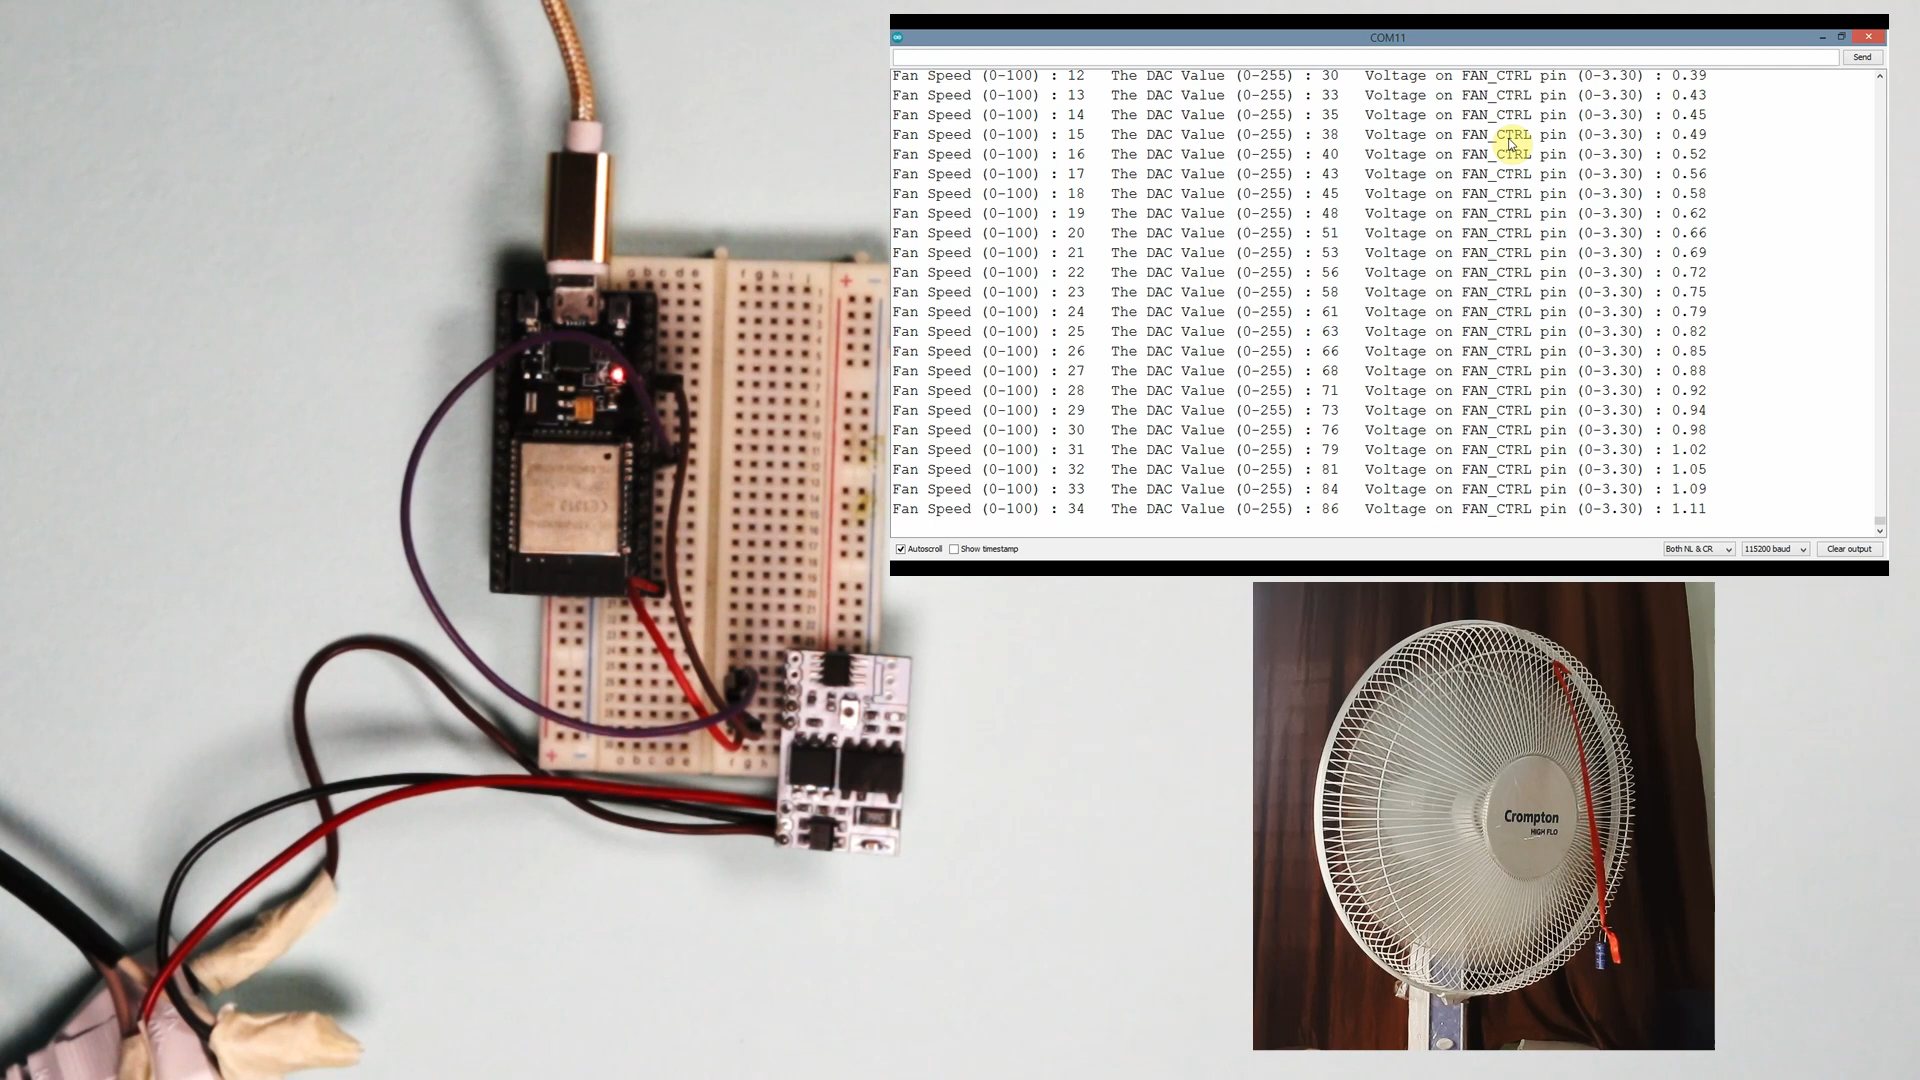 COM11
Send
Fan Speed (0-100) : 12 The DAC Value (0-255) : 30 Voltage on FAN_CTRL pin (0-3.30) : 0.39
Fan Speed (0-100) : 13 The DAC Value (0-255) : 33 Voltage on FAN_CTRL pin (0-3.30) : 0.43
Fan Speed (0-100) : 14 The DAC Value (0-255) : 35 Voltage on FAN_CTRL pin (0-3.30) : 0.45
Fan Speed (0-100) : 15 The DAC Value (0-255) : 38 Voltage on FAN_CTRL pin (0-3.30) : 0.49
Fan Speed (0-100) : 16 The DAC Value (0-255) : 40 Voltage on FAN_CTRL pin (0-3.30) : 0.52
Fan Speed (0-100) : 17 The DAC Value (0-255) : 43 Voltage on FAN_CTRL pin (0-3.30) : 0.56
Fan Speed (0-100) : 18 The DAC Value (0-255) : 45 Voltage on FAN_CTRL pin (0-3.30) : 0.58
Fan Speed (0-100) : 19 The DAC Value (0-255) : 48 Voltage on FAN_CTRL pin (0-3.30) : 0.62
Fan Speed (0-100) : 20 The DAC Value (0-255) : 51 Voltage on FAN_CTRL pin (0-3.30) : 0.66
Fan Speed (0-100) : 21 The DAC Value (0-255) : 53 Voltage on FAN_CTRL pin (0-3.30) : 0.69
Fan Speed (0-100) : 22 The DAC Value (0-255) : 56 Voltage on FAN_CTRL pin (0-3.30) : 0.72
Fan Speed (0-100) : 23 The DAC Value (0-255) : 58 Voltage on FAN_CTRL pin (0-3.30) : 0.75
Fan Speed (0-100) : 24 The DAC Value (0-255) : 61 Voltage on FAN_CTRL pin (0-3.30) : 0.79
Fan Speed (0-100) : 25 The DAC Value (0-255) : 63 Voltage on FAN_CTRL pin (0-3.30) : 0.82
Fan Speed (0-100) : 26 The DAC Value (0-255) : 66 Voltage on FAN_CTRL pin (0-3.30) : 0.85
Fan Speed (0-100) : 27 The DAC Value (0-255) : 68 Voltage on FAN_CTRL pin (0-3.30) : 0.88
Fan Speed (0-100) : 28 The DAC Value (0-255) : 71 Voltage on FAN_CTRL pin (0-3.30) : 0.92
Fan Speed (0-100) : 29 The DAC Value (0-255) : 73 Voltage on FAN_CTRL pin (0-3.30) : 0.94
Fan Speed (0-100) : 30 The DAC Value (0-255) : 76 Voltage on FAN_CTRL pin (0-3.30) : 0.98
Fan Speed (0-100) : 31 The DAC Value (0-255) : 79 Voltage on FAN_CTRL pin (0-3.30) : 1.02
Fan Speed (0-100) : 32 The DAC Value (0-255) : 81 Voltage on FAN_CTRL pin (0-3.30) : 1.05
Fan Speed (0-100) : 33 The DAC Value (0-255) : 84 Voltage on FAN_CTRL pin (0-3.30) : 1.09
Fan Speed (0-100) : 34 The DAC Value (0-255) : 86 Voltage on FAN_CTRL pin (0-3.30) : 1.11
Autoscroll Show timestamp Both NL & CR 115200 baud Clear output
Crompton
HIGH FLO